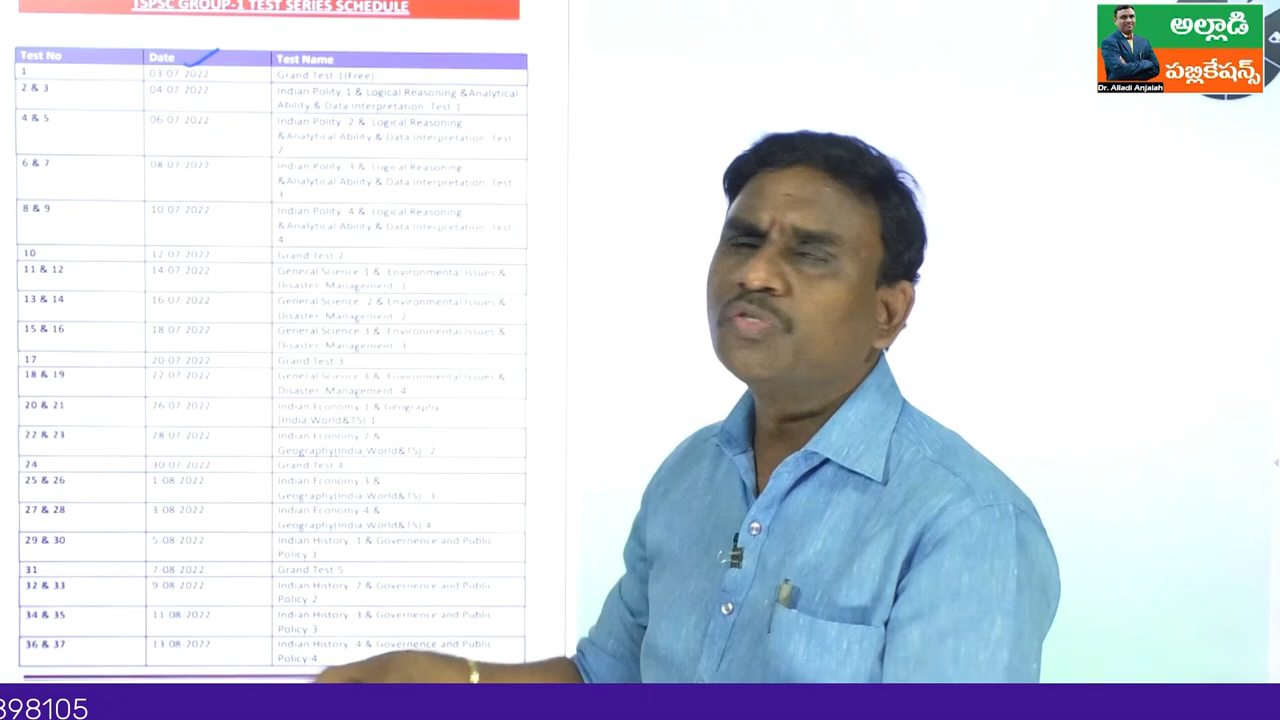 TSPSC GROUP-1 TEST SERIES SCHEDULE
Test No Date Test Name
1 03-07-2022 Grand Test 1(Free)
2 & 3 04-07-2022 Indian Polity 1 & Logical Reasoning &Analytical
Ability & Data Interpretation Test 1
4 & 5 06-07-2022 Indian Polity 2 & Logical Reasoning
&Analytical Ability & Data Interpretation Test
2
6 & 7 08-07-2022 Indian Polity 3 & Logical Reasoning
&Analytical Ability & Data Interpretation Test
3
8 & 9 10-07-2022 Indian Polity 4 & Logical Reasoning
&Analytical Ability & Data Interpretation Test
4
10 12-07-2022 Grand Test 2
11 & 12 14-07-2022 General Science 1 & Environmental Issues &
Disaster Management 1
13 & 14 16-07-2022 General Science 2 & Environmental Issues &
Disaster Management 2
15 & 16 18-07-2022 General Science 3 & Environmental Issues &
Disaster Management 3
17 20-07-2022 Grand Test 3
18 & 19 22-07-2022 General Science 4 & Environmental Issues &
Disaster Management 4
20 & 21 26-07-2022 Indian Economy 1 & Geography
(India,World&TS) 1
22 & 23 28-07-2022 Indian Economy 2 &
Geography(India,World&TS) 2
24 30-07-2022 Grand Test 4
25 & 26 1-08-2022 Indian Economy 3 &
Geography(India,World&TS) 3
27 & 28 3-08-2022 Indian Economy 4 &
Geography(India,World&TS) 4
29 & 30 5-08-2022 Indian History 1 & Governence and Public
Policy 1
31 7-08-2022 Grand Test 5
32 & 33 9-08-2022 Indian History 2 & Governence and Public
Policy 2
34 & 35 11-08-2022 Indian History 3 & Governence and Public
Policy-3
36 & 37 13-08-2022 Indian History 4 & Governence and Public
Policy-4
అల్లాడి
పబ్లికేషన్స్
Dr. Alladi Anjaiah
898105